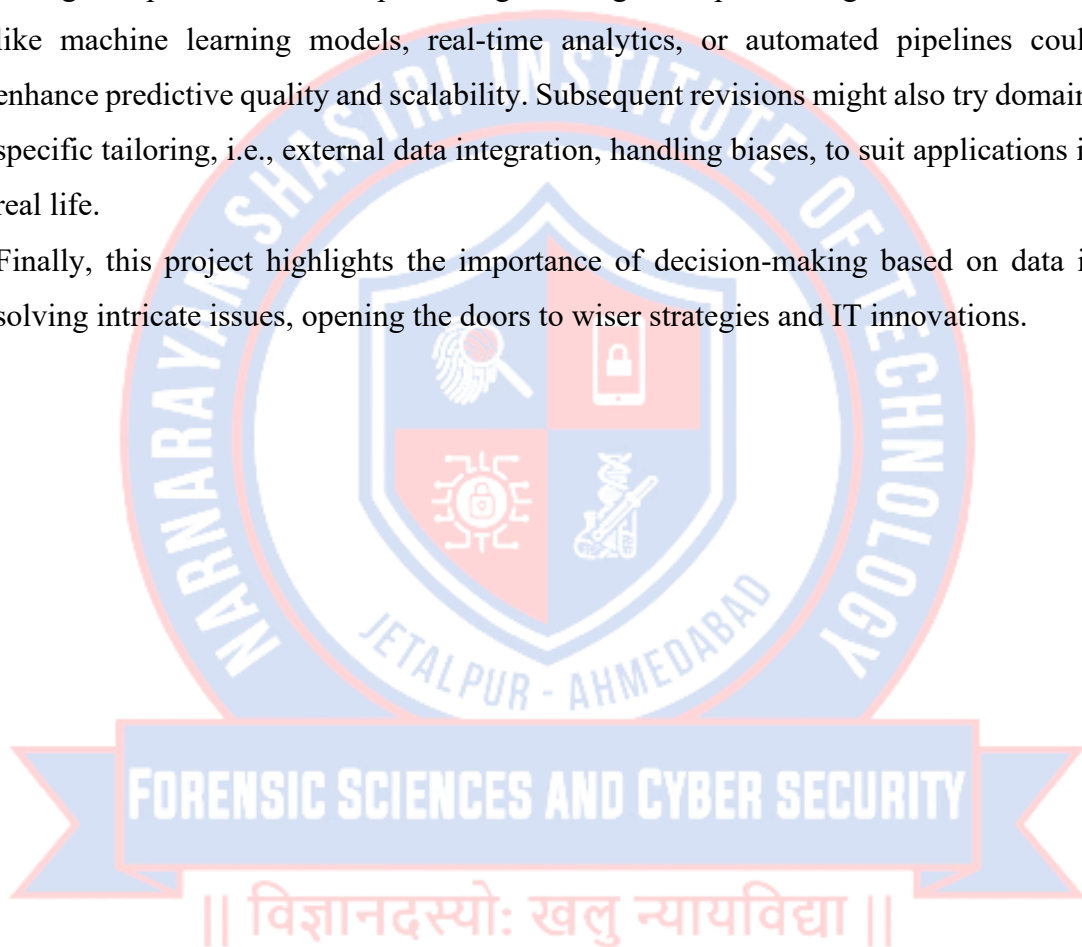 like machine learning models, real-time analytics, or automated pipelines coul
enhance predictive quality and scalability. Subsequent revisions might also try domain
specific tailoring, i.e., external data integration, handling biases, to suit applications i
real life.
Finally, this project highlights the importance of decision-making based on data i
solving intricate issues, opening the doors to wiser strategies and IT innovations.
NARNARAYAN SHASTRI INSTITUTE OF TECHNOLOGY
JETALPUR - AHMEDABAD
FORENSIC SCIENCES AND CYBER SECURITY
|| विज्ञानदस्यो: खलु न्यायविद्या ||